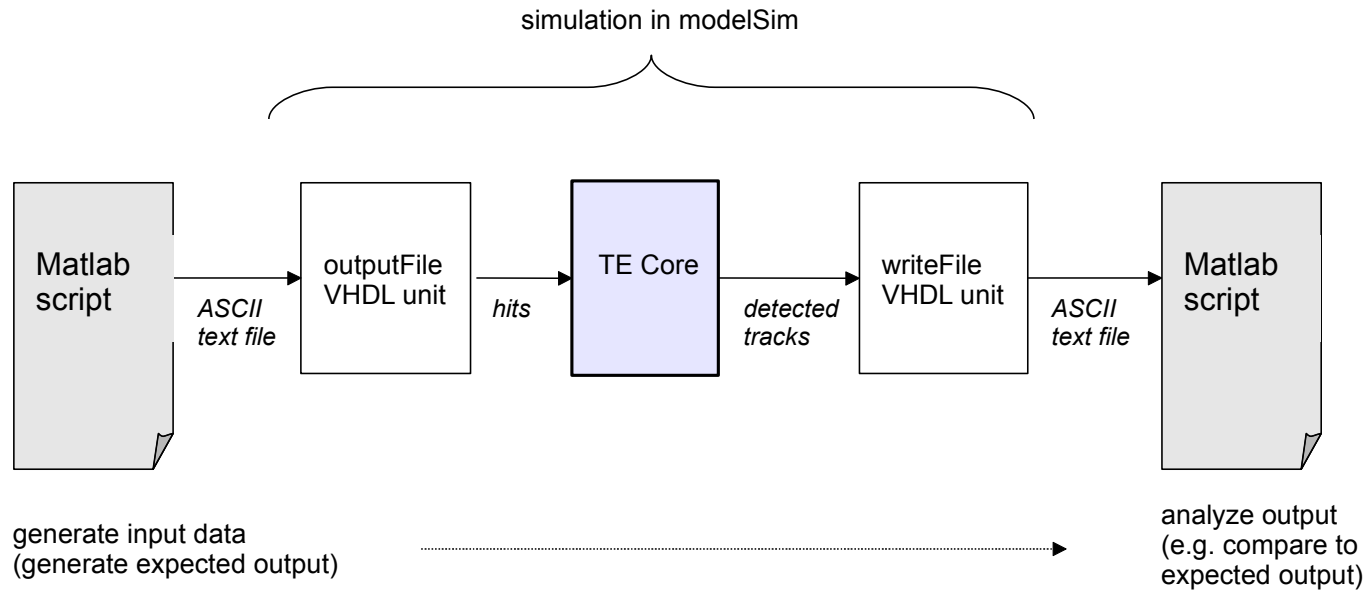 simulation in modelSim
Matlab
script
ASCII
text file
outputFile
VHDL unit
hits
TE Core
detected
tracks
writeFile
VHDL unit
ASCII
text file
Matlab
script
generate input data
(generate expected output)
analyze output
(e.g. compare to
expected output)